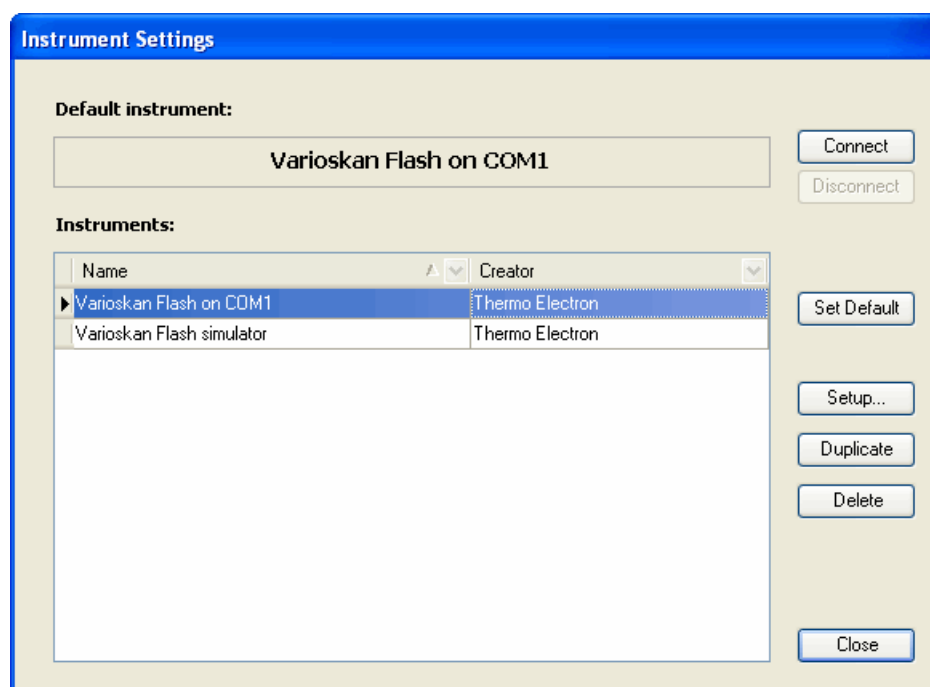 Instrument Settings
Default instrument:
Varioskan Flash on COM1
Connect
Disconnect
Instruments:
Name Creator
Varioskan Flash on COM1 Thermo Electron
Varioskan Flash simulator Thermo Electron
Set Default
Setup...
Duplicate
Delete
Close